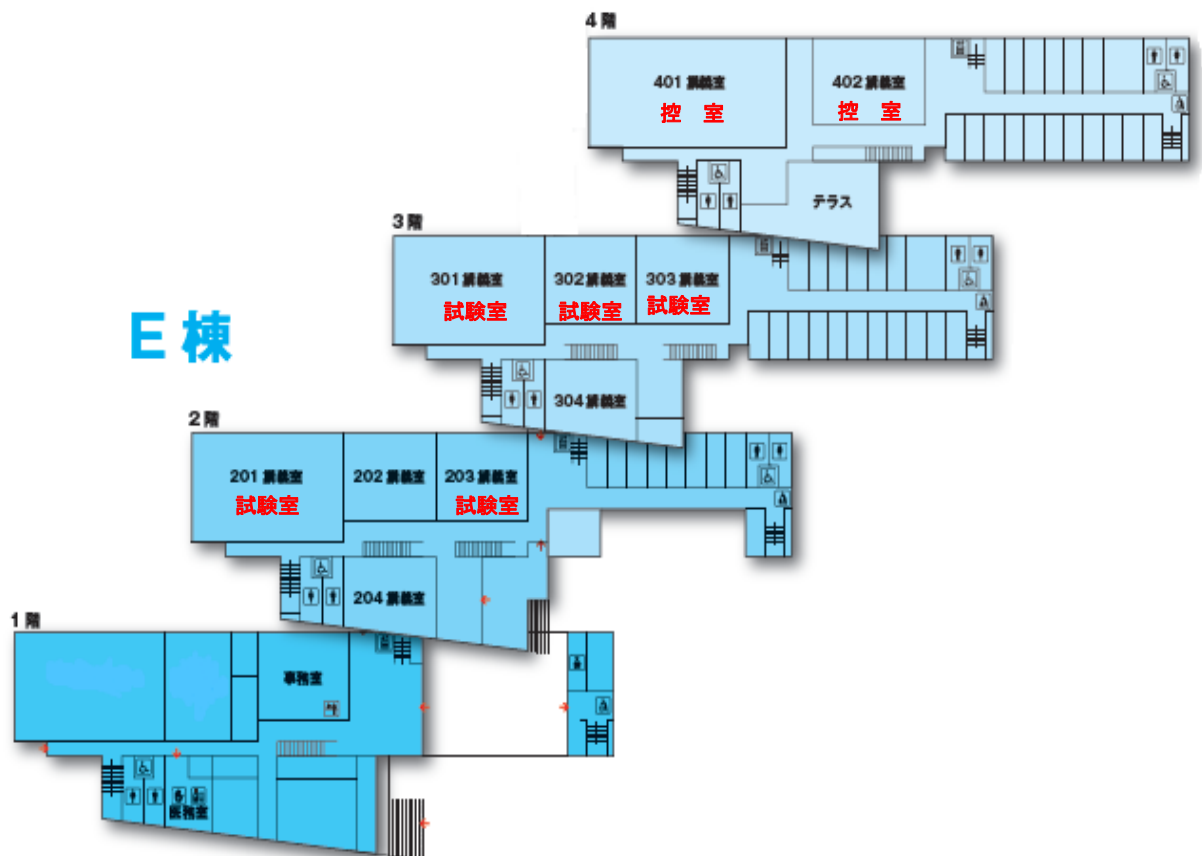 4階
401 講義室
控 室
402 講義室
控 室
テラス
3階
301 講義室
試験室
302 講義室
試験室
303 講義室
試験室
304 講義室
E 棟
2階
201 講義室
試験室
202 講義室
203 講義室
試験室
204 講義室
1階
事務室
医務室